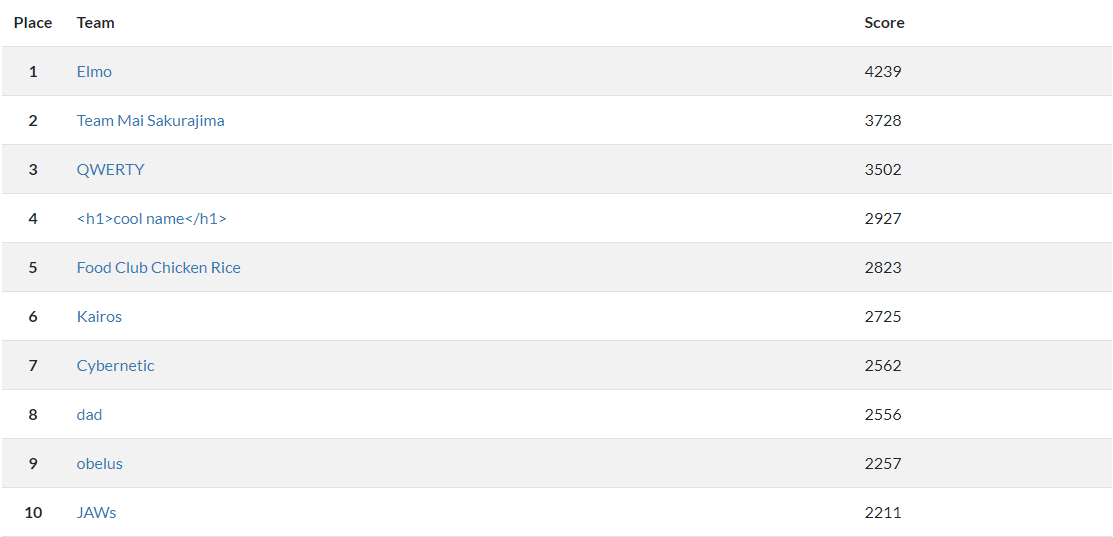 Place Team Score
1 Elmo 4239
2 Team Mai Sakurajima 3728
3 QWERTY 3502
4 <h1>cool name</h1> 2927
5 Food Club Chicken Rice 2823
6 Kairos 2725
7 Cybernetic 2562
8 dad 2556
9 obelus 2257
10 JAWs 2211